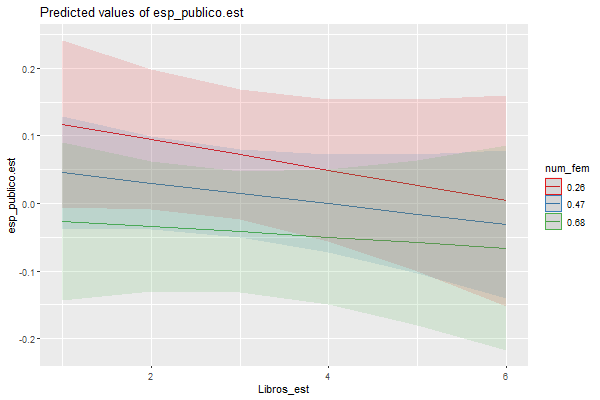 Predicted values of esp_publico.est
esp_publico.est
0.2
0.1
0.0
-0.1
-0.2
2
4
6
Libros_est
num_fem
0.26
0.47
0.68